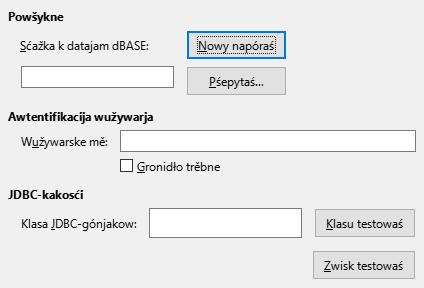 Powšykne
Sćažka k datajam dBASE:
Nowy napóraś
Pśepytaś...
Awtentifikacija wužywarja
Wužywarske mě:
Gronidło trěbne
JDBC-kakosći
Klasa JDBC-gónjakow:
Klasu testowaś
Zwisk testowaś